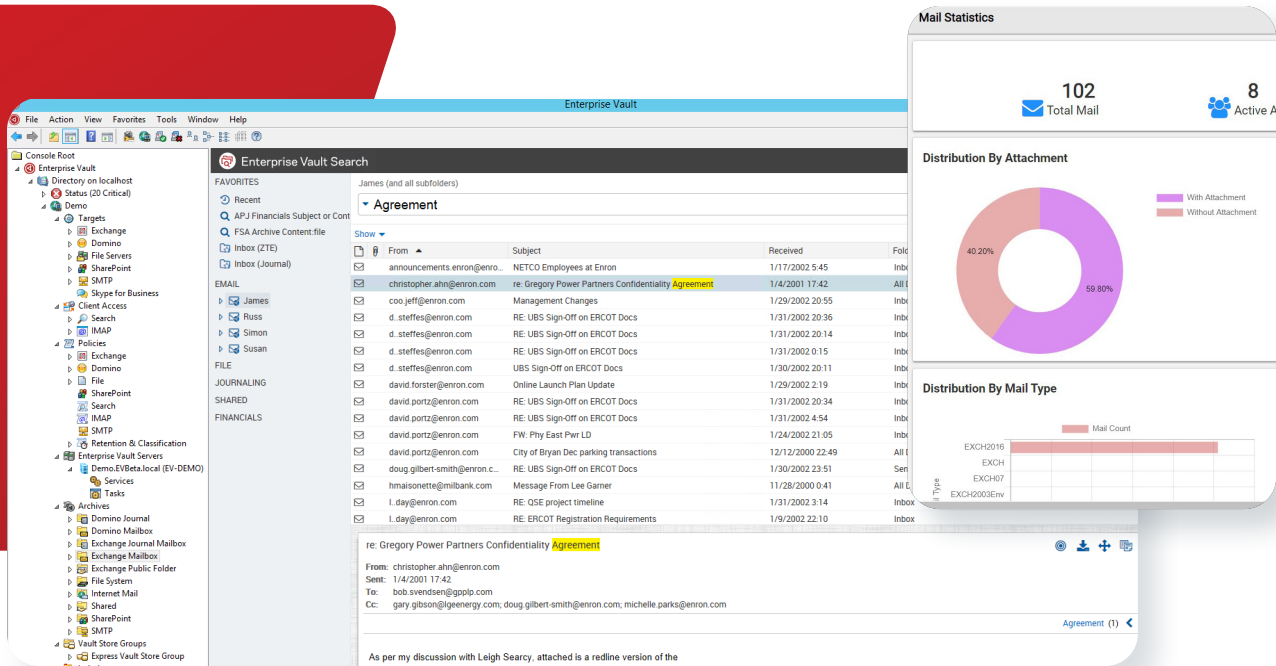 Enterprise Vault
File Action View Favorites Tools Window Help
Console Root
Enterprise Vault
Directory on localhost
Status (20 Critical)
Demo
Targets
Exchange
Domino
File Servers
SharePoint
SMTP
Skype for Business
Client Access
Search
IMAP
Policies
Exchange
Domino
File
SharePoint
Search
IMAP
SMTP
Retention & Classification
Enterprise Vault Servers
Demo.EVBeta.local (EV-DEMO)
Services
Tasks
Archives
Domino Journal
Domino Mailbox
Exchange Journal Mailbox
Exchange Mailbox
Exchange Public Folder
File System
Internet Mail
Shared
SharePoint
SMTP
Vault Store Groups
Express Vault Store Group
Enterprise Vault Search
FAVORITES
Recent
APJ Financials Subject or Cont
FSA Archive Content:file
Inbox (ZTE)
Inbox (Journal)
EMAIL
James
Russ
Simon
Susan
FILE
JOURNALING
SHARED
FINANCIALS
James (and all subfolders)
Agreement
Show
From Subject Received Fold
announcements.enron@enro... NETCO Employees at Enron 1/17/2002 5:45 Inbo
christopher.ahn@enron.com re: Gregory Power Partners Confidentiality Agreement 1/4/2001 17:42 All D
coo.jeff@enron.com Management Changes 1/29/2002 20:55 Inbo
d..steffes@enron.com RE: UBS Sign-Off on ERCOT Docs 1/31/2002 20:36 Inbo
d..steffes@enron.com RE: UBS Sign-Off on ERCOT Docs 1/31/2002 20:14 Inbo
d..steffes@enron.com RE: UBS Sign-Off on ERCOT Docs 1/31/2002 0:15 Inbo
d..steffes@enron.com UBS Sign-Off on ERCOT Docs 1/30/2002 20:11 Inbo
david.forster@enron.com Online Launch Plan Update 1/29/2002 2:19 Inbo
david.portz@enron.com RE: UBS Sign-Off on ERCOT Docs 1/31/2002 20:34 Inbo
david.portz@enron.com RE: UBS Sign-Off on ERCOT Docs 1/31/2002 4:54 Inbo
david.portz@enron.com FW: Phy East Pwr LD 1/24/2002 21:05 Inbo
david.portz@enron.com City of Bryan Dec parking transactions 12/12/2000 22:49 All D
doug.gilbert-smith@enron.c... RE: UBS Sign-Off on ERCOT Docs 1/30/2002 23:51 Sen
hmaisonette@milbank.com Message From Lee Garner 11/28/2000 0:41 All D
l..day@enron.com RE: QSE project timeline 1/31/2002 3:14 Inbox
l..day@enron.com RE: ERCOT Registration Requirements 1/9/2002 22:10 Inbox
re: Gregory Power Partners Confidentiality Agreement
From: christopher.ahn@enron.com
Sent: 1/4/2001 17:42
To: bob.svendsen@gpplp.com
Cc: gary.gibson@lgeenergy.com; doug.gilbert-smith@enron.com; michelle.parks@enron.com
Agreement (1)
As per my discussion with Leigh Searcy, attached is a redline version of the
Mail Statistics
102
Total Mail
8
Active A
Distribution By Attachment
With Attachment
Without Attachment
40.20%
59.80%
Distribution By Mail Type
Mail Count
EXCH2016
EXCH
EXCH07
EXCH2003Env
il Type